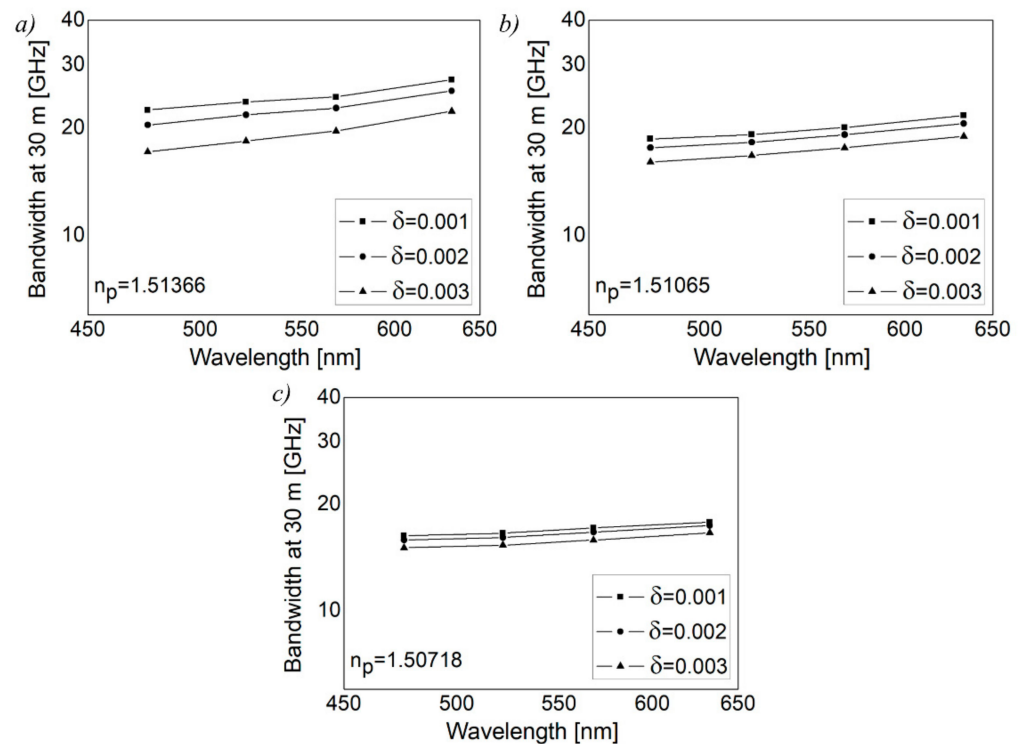 a)
Bandwidth at 30 m [GHz]
40
30
20
10
δ=0.001
δ=0.002
δ=0.003
np=1.51366
450 500 550 600 650
Wavelength [nm]
b)
Bandwidth at 30 m [GHz]
40
30
20
10
δ=0.001
δ=0.002
δ=0.003
np=1.51065
450 500 550 600 650
Wavelength [nm]
c)
Bandwidth at 30 m [GHz]
40
30
20
10
δ=0.001
δ=0.002
δ=0.003
np=1.50718
450 500 550 600 650
Wavelength [nm]